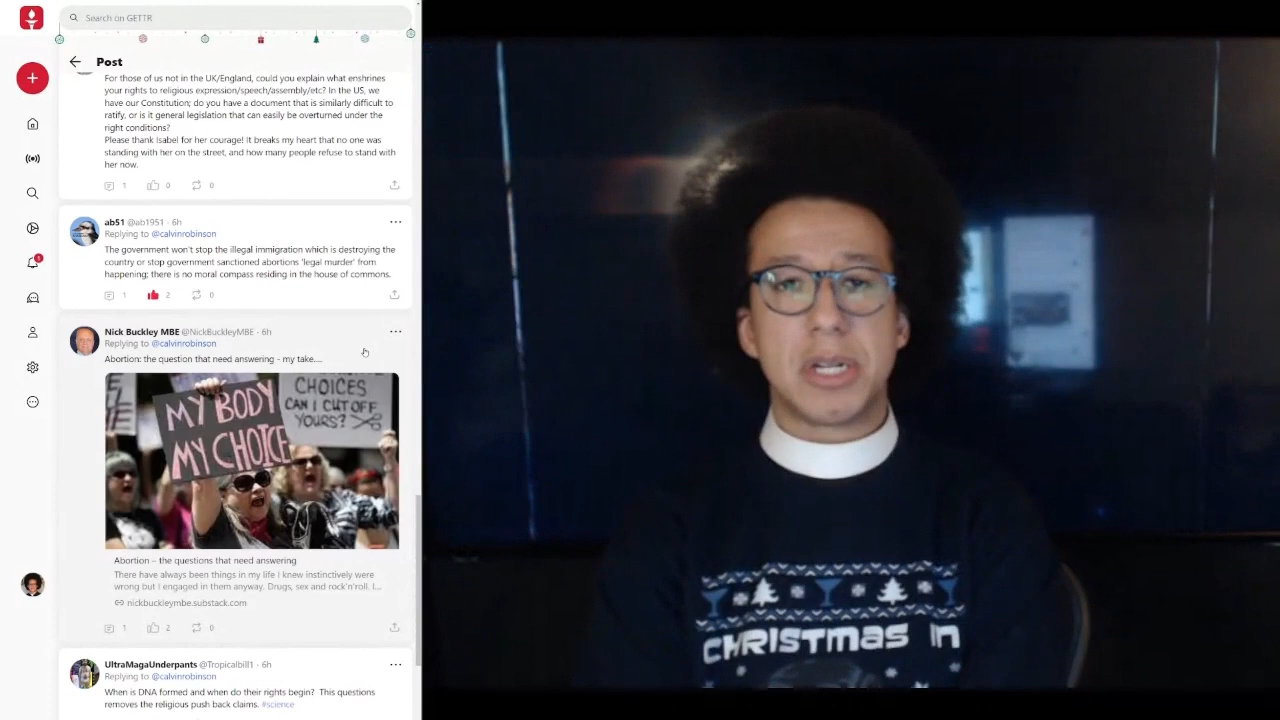 Search on GETTR
Post
For those of us not in the UK/England, could you explain what enshrines
your rights to religious expression/speech/assembly/etc? In the US, we
have our Constitution; do you have a document that is similarly difficult to
ratify, or is it general legislation that can easily be overturned under the
right conditions?
Please thank Isabel for her courage! It breaks my heart that no one was
standing with her on the street, and how many people refuse to stand with
her now.
1 0 0
ab51 @ab1951 · 6h
Replying to @calvinrobinson
The government won't stop the illegal immigration which is destroying the
country or stop government sanctioned abortions 'legal murder' from
happening; there is no moral compass residing in the house of commons.
1 2 0
Nick Buckley MBE @NickBuckleyMBE · 6h
Replying to @calvinrobinson
Abortion: the question that need answering - my take....
MY BODY
MY CHOICE
CHOICES
CAN I CUT OFF
YOURS?
Abortion – the questions that need answering
There have always been things in my life I knew instinctively were
wrong but I engaged in them anyway. Drugs, sex and rock'n'roll. I...
nickbuckleymbe.substack.com
1 2 0
UltraMagaUnderpants @Tropicalbill1 · 6h
Replying to @calvinrobinson
When is DNA formed and when do their rights begin? This questions
removes the religious push back claims. #science
1
CHRISTMAS IN